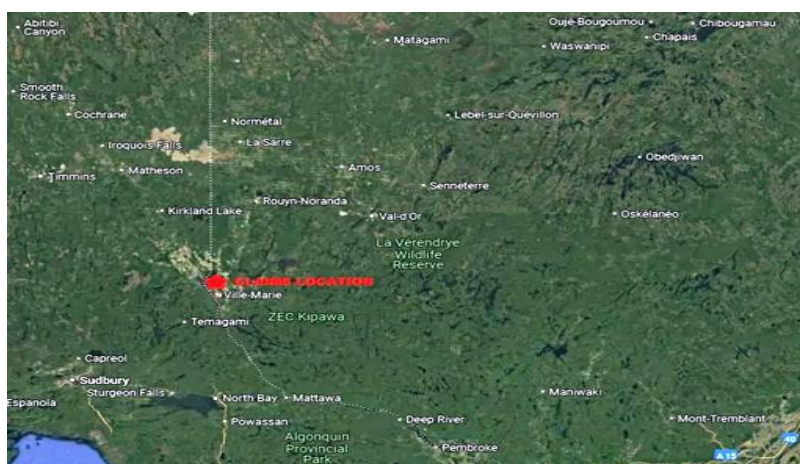 Abitibi
Canyon
Matagami
Oujé-Bougoumou
Chibougamau
Chapais
Waswanipi
Smooth
Rock Falls
Cochrane
Normétal
Lebel-sur-Quévillon
Iroquois Falls
La Sarre
Timmins
Matheson
Amos
Senneterre
Obedjiwan
Kirkland Lake
Rouyn-Noranda
Val-d'Or
Oskélanéo
La Vérendrye
Wildlife
Reserve
CLAIMS LOCATION
Ville-Marie
ZEC Kipawa
Temagami
Capreol
Sudbury
Sturgeon Falls
Espanola
North Bay
Mattawa
Maniwaki
Powassan
Deep River
Mont-Tremblant
Algonquin
Provincial
Park
Pembroke
40
A 15